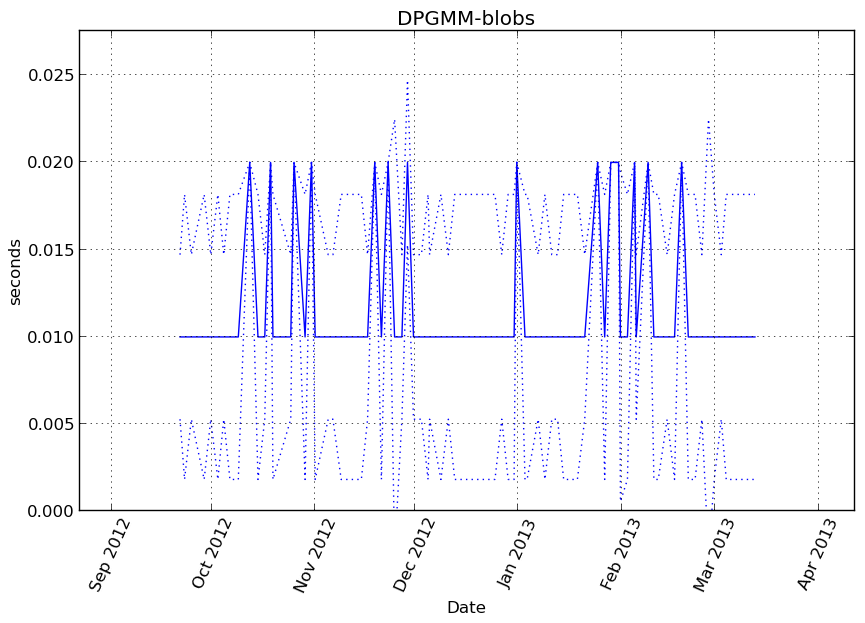 DPGMM-blobs
0.025
0.020
0.015
0.010
0.005
0.000
seconds
Sep 2012
Oct 2012
Nov 2012
Dec 2012
Jan 2013
Feb 2013
Mar 2013
Apr 2013
Date